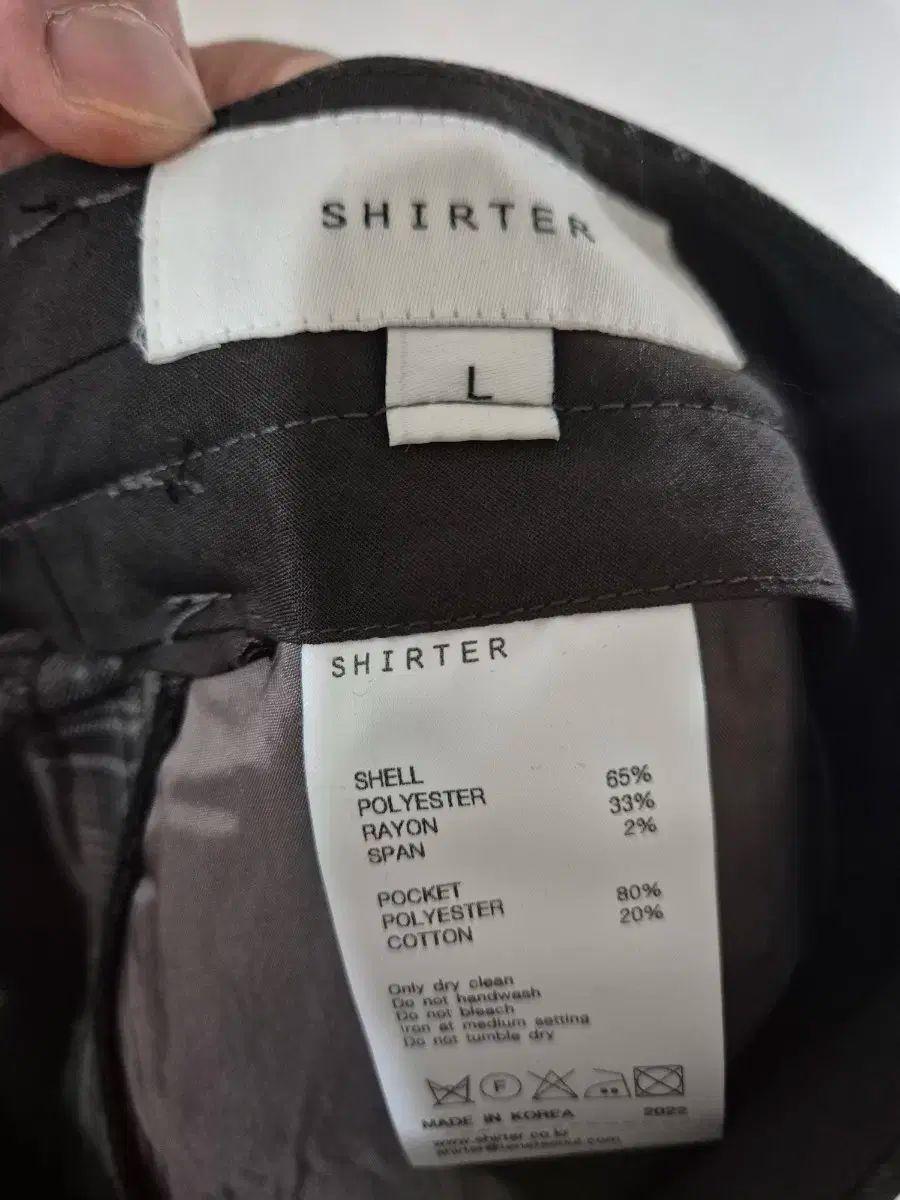 SHIRTER
L
SHIRTER
SHELL 65%
POLYESTER 33%
RAYON 2%
SPAN
POCKET 80%
POLYESTER 20%
COTTON
Only dry clean
Do not handwash
Do not bleach
Iron at medium setting
Do not tumble dry
F
MADE IN KOREA 2022
www.shirter.co.kr